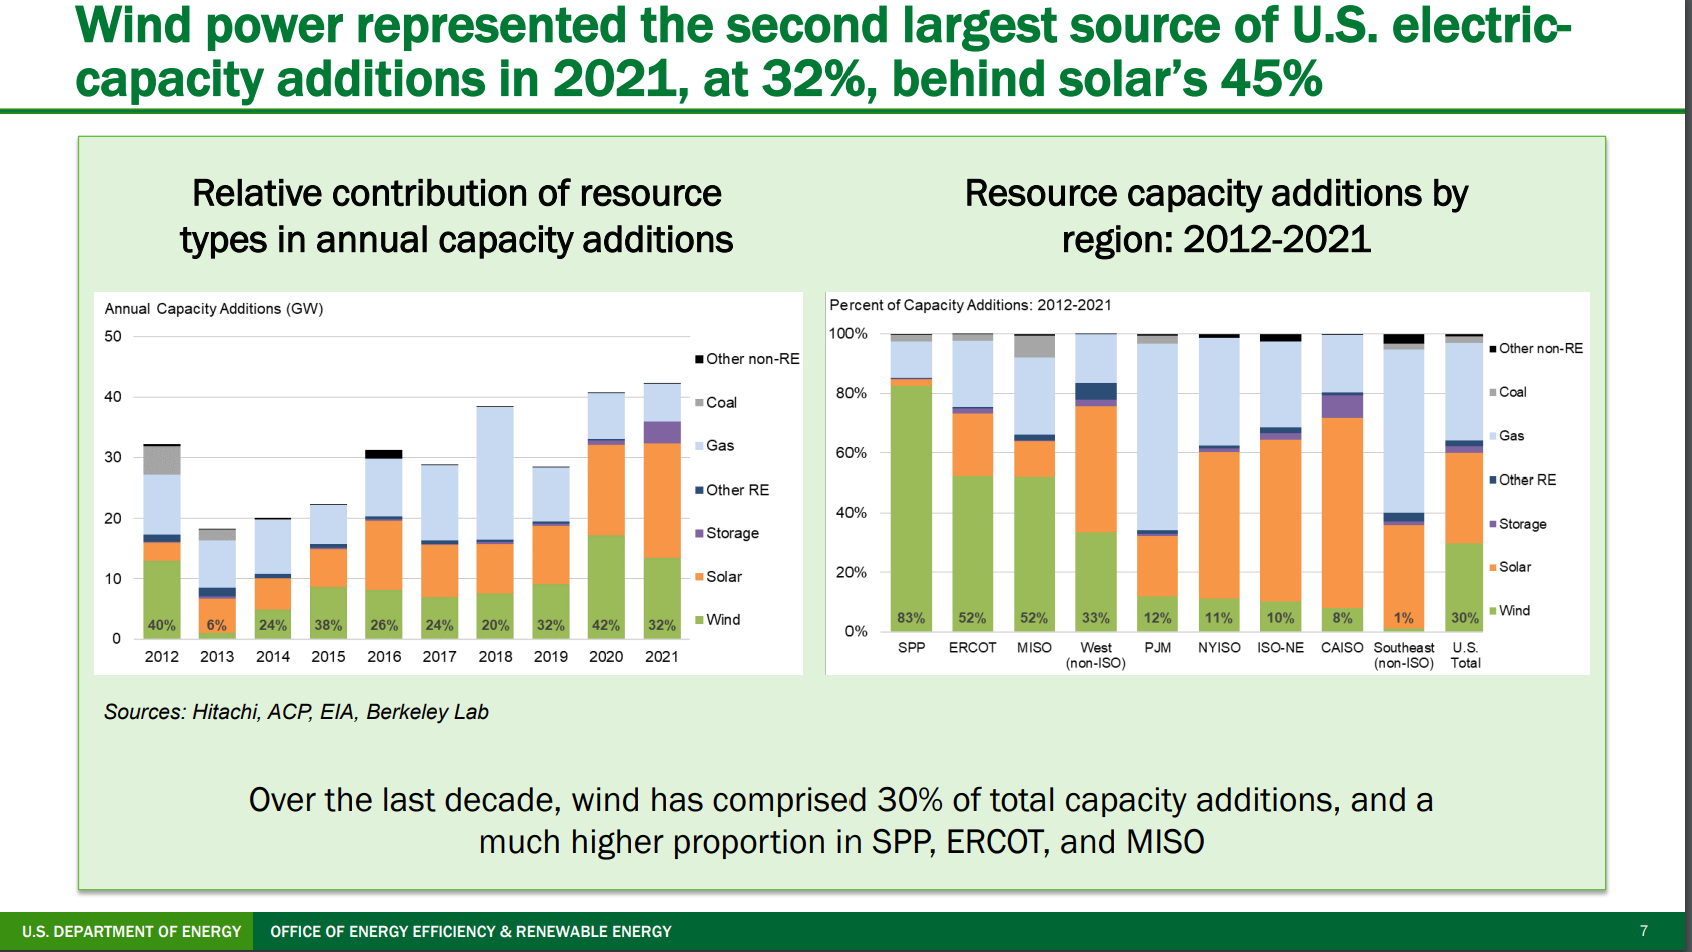 Wind power represented the second largest source of U.S. electric-
capacity additions in 2021, at 32%, behind solar’s 45%
Relative contribution of resource
types in annual capacity additions
Annual Capacity Additions (GW)
50
40
30
20
10
0
40%
6%
24%
38%
26%
24%
20%
32%
42%
32%
2012
2013
2014
2015
2016
2017
2018
2019
2020
2021
Other non-RE
Coal
Gas
Other RE
Storage
Solar
Wind
Sources: Hitachi, ACP, EIA, Berkeley Lab
Resource capacity additions by
region: 2012-2021
Percent of Capacity Additions: 2012-2021
100%
80%
60%
40%
20%
0%
83%
52%
52%
33%
12%
11%
10%
8%
1%
30%
SPP
ERCOT
MISO
West
(non-ISO)
PJM
NYISO
ISO-NE
CAISO
Southeast
(non-ISO)
U.S.
Total
Other non-RE
Coal
Gas
Other RE
Storage
Solar
Wind
Over the last decade, wind has comprised 30% of total capacity additions, and a
much higher proportion in SPP, ERCOT, and MISO
U.S. DEPARTMENT OF ENERGY
OFFICE OF ENERGY EFFICIENCY & RENEWABLE ENERGY
7